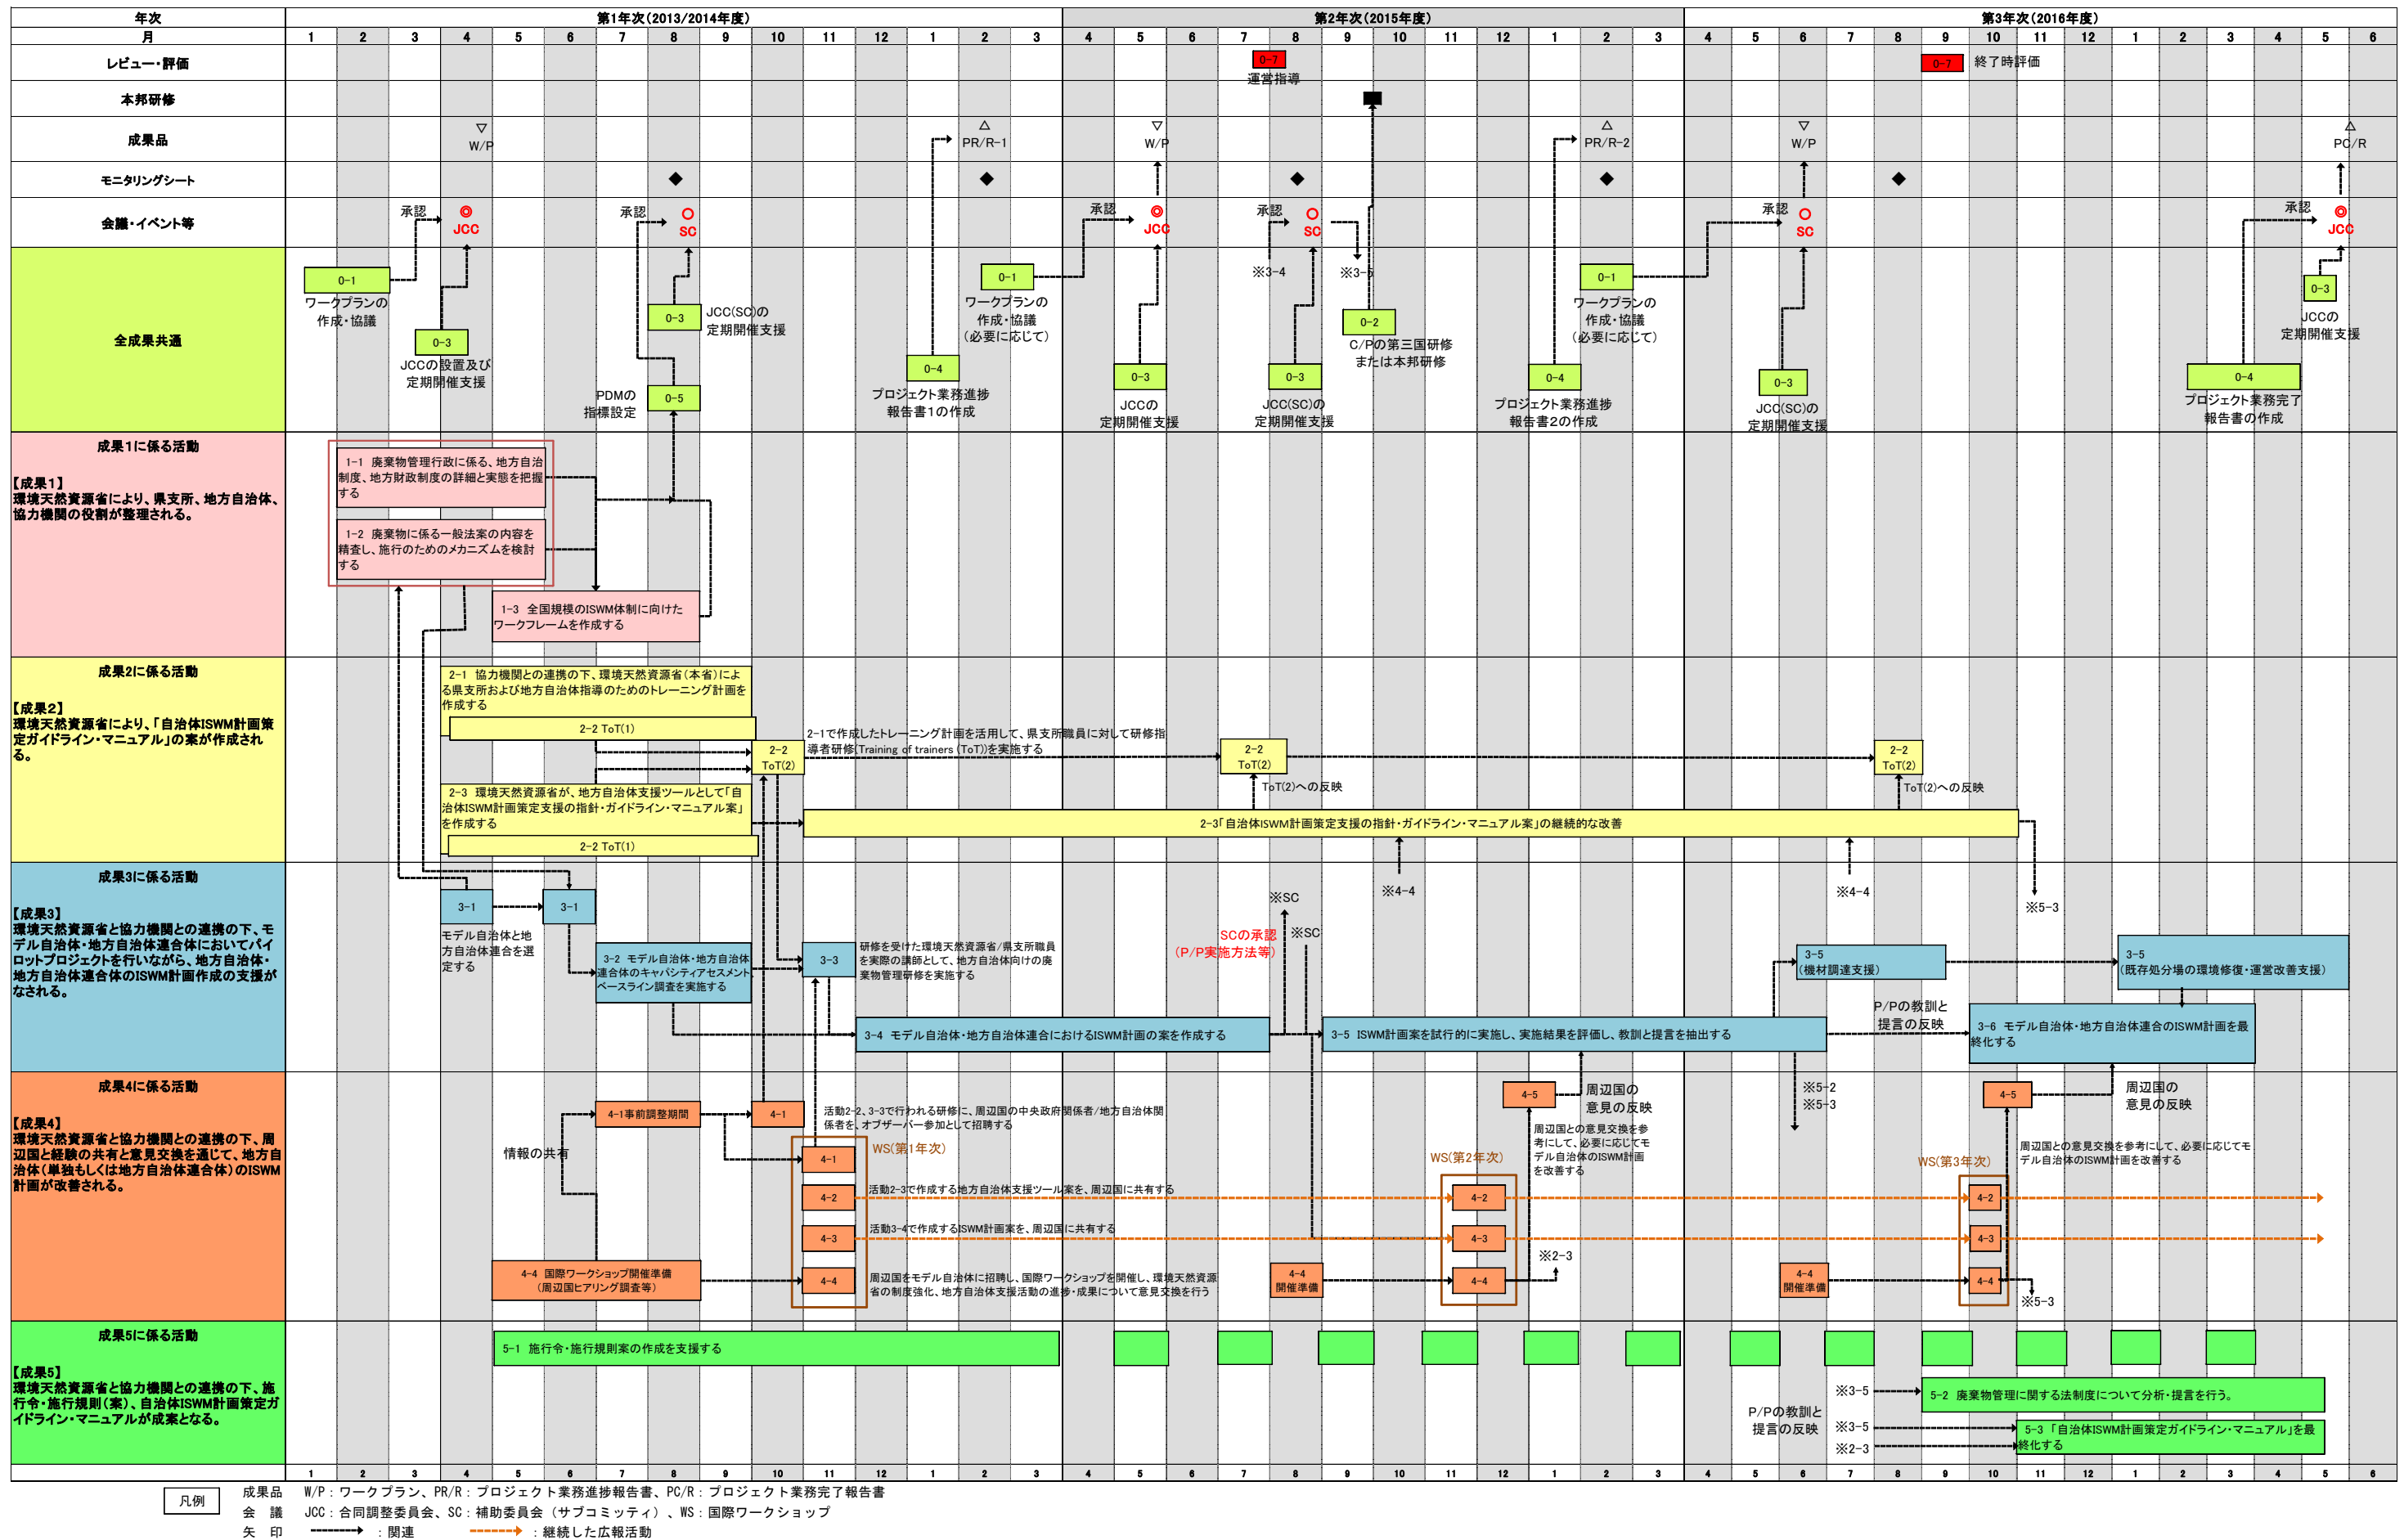 年次
第1年次(2013/2014年度)
第2年次(2015年度)
第3年次(2016年度)
月
1 2 3 4 5 6 7 8 9 10 11 12 1 2 3 4 5 6 7 8 9 10 11 12 1 2 3 4 5 6 7 8 9 10 11 12 1 2 3 4 5 6
レビュー・評価
0-7
運営指導
0-7
終了時評価
本邦研修
成果品
▽
W/P
△
PR/R-1
▽
W/P
△
PR/R-2
▽
W/P
△
PC/R
モニタリングシート
◆ ◆ ◆ ◆ ◆
会議・イベント等
承認
◎
JCC
承認
○
SC
承認
◎
JCC
承認
○
SC
承認
○
SC
承認
◎
JCC
全成果共通
0-1
ワークプランの
作成・協議
0-3
JCCの設置及び
定期開催支援
0-3
JCC(SC)の
定期開催支援
PDMの
指標設定
0-5
0-4
プロジェクト業務進捗
報告書1の作成
0-1
ワークプランの
作成・協議
(必要に応じて)
0-3
JCCの
定期開催支援
※3-4
※3-5
0-3
JCC(SC)の
定期開催支援
0-2
C/Pの第三国研修
または本邦研修
0-4
プロジェクト業務進捗
報告書2の作成
0-1
ワークプランの
作成・協議
(必要に応じて)
0-3
JCC(SC)の
定期開催支援
0-4
プロジェクト業務完了
報告書の作成
0-3
JCCの
定期開催支援
成果1に係る活動
【成果1】
環境天然資源省により、県支所、地方自治体、
協力機関の役割が整理される。
1-1 廃棄物管理行政に係る、地方自治
制度、地方財政制度の詳細と実態を把握
する
1-2 廃棄物に係る一般法案の内容を
精査し、施行のためのメカニズムを検討
する
1-3 全国規模のISWM体制に向けた
ワークフレームを作成する
成果2に係る活動
【成果2】
環境天然資源省により、「自治体ISWM計画策
定ガイドライン・マニュアル」の案が作成され
る。
2-1 協力機関との連携の下、環境天然資源省(本省)によ
る県支所および地方自治体指導のためのトレーニング計画を
作成する
2-2 ToT(1)
2-2
ToT(2)
2-1で作成したトレーニング計画を活用して、県支所職員に対して研修指
導者研修(Training of trainers (ToT))を実施する
2-2
ToT(2)
ToT(2)への反映
2-2
ToT(2)
ToT(2)への反映
2-3 環境天然資源省が、地方自治体支援ツールとして「自
治体ISWM計画策定支援の指針・ガイドライン・マニュアル案」
を作成する
2-2 ToT(1)
2-3「自治体ISWM計画策定支援の指針・ガイドライン・マニュアル案」の継続的な改善
成果3に係る活動
【成果3】
環境天然資源省と協力機関との連携の下、モ
デル自治体・地方自治体連合体においてパイ
ロットプロジェクトを行いながら、地方自治体・
地方自治体連合体のISWM計画作成の支援が
なされる。
3-1
3-1
モデル自治体と地
方自治体連合を選
定する
3-2 モデル自治体・地方自治体
連合体のキャパシティアセスメント、
ベースライン調査を実施する
3-3
研修を受けた環境天然資源省/県支所職員
を実際の講師として、地方自治体向けの廃
棄物管理研修を実施する
3-4 モデル自治体・地方自治体連合におけるISWM計画の案を作成する
※SC
※SC
SCの承認
(P/P実施方法等)
※4-4
※4-4
※5-3
3-5 ISWM計画案を試行的に実施し、実施結果を評価し、教訓と提言を抽出する
3-5
(機材調達支援)
P/Pの教訓と
提言の反映
3-5
(既存処分場の環境修復・運営改善支援)
3-6 モデル自治体・地方自治体連合のISWM計画を最
終化する
成果4に係る活動
【成果4】
環境天然資源省と協力機関との連携の下、周
辺国と経験の共有と意見交換を通じて、地方自
治体(単独もしくは地方自治体連合体)のISWM
計画が改善される。
4-1事前調整期間
4-1
活動2-2、3-3で行われる研修に、周辺国の中央政府関係者/地方自治体関
係者を、オブザーバー参加として招聘する
情報の共有
4-1
WS(第1年次)
4-2
活動2-3で作成する地方自治体支援ツール案を、周辺国に共有する
4-3
活動3-4で作成するISWM計画案を、周辺国に共有する
4-4 国際ワークショップ開催準備
(周辺国ヒアリング調査等)
4-4
周辺国をモデル自治体に招聘し、国際ワークショップを開催し、環境天然資源
省の制度強化、地方自治体支援活動の進捗・成果について意見交換を行う
4-4
開催準備
WS(第2年次)
4-2
4-3
4-4
4-5
周辺国の
意見の反映
周辺国との意見交換を参
考にして、必要に応じてモ
デル自治体のISWM計画
を改善する
※2-3
※5-2
※5-3
4-4
開催準備
WS(第3年次)
4-2
4-3
4-4
4-5
周辺国の
意見の反映
周辺国との意見交換を参考にして、必要に応じてモ
デル自治体のISWM計画を改善する
※5-3
成果5に係る活動
【成果5】
環境天然資源省と協力機関との連携の下、施
行令・施行規則(案)、自治体ISWM計画策定ガ
イドライン・マニュアルが成案となる。
5-1 施行令・施行規則案の作成を支援する
※3-5
5-2 廃棄物管理に関する法制度について分析・提言を行う。
P/Pの教訓と
提言の反映
※3-5
※2-3
5-3 「自治体ISWM計画策定ガイドライン・マニュアル」を最
終化する
1 2 3 4 5 6 7 8 9 10 11 12 1 2 3 4 5 6 7 8 9 10 11 12 1 2 3 4 5 6 7 8 9 10 11 12 1 2 3 4 5 6
凡例
成果品 W/P：ワークプラン、PR/R：プロジェクト業務進捗報告書、PC/R：プロジェクト業務完了報告書
会 議 JCC：合同調整委員会、SC：補助委員会（サブコミッティ）、WS：国際ワークショップ
矢 印 ：関連 ：継続した広報活動